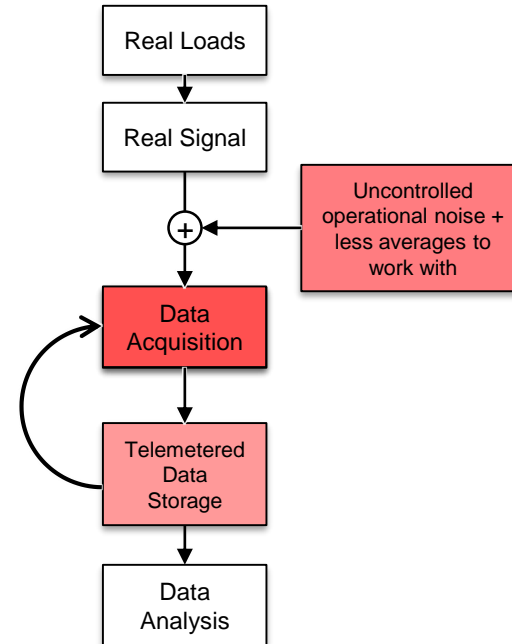 Real Loads
Real Signal
Uncontrolled
operational noise +
less averages to
work with
+
Data
Acquisition
Telemetered
Data
Storage
Data
Analysis